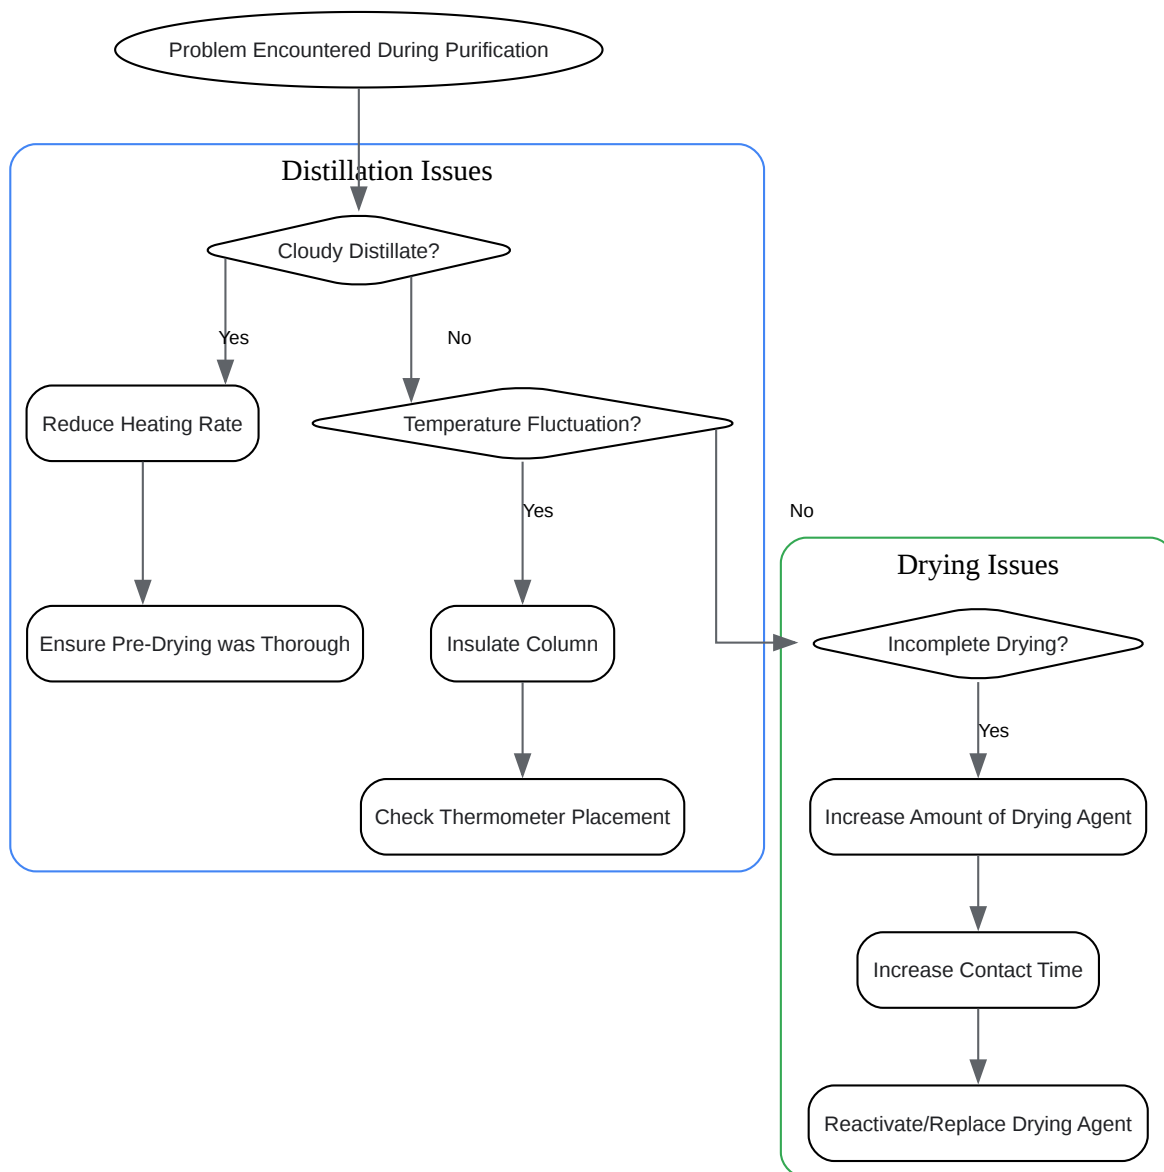 Problem Encountered During Purification
Distillation Issues
Cloudy Distillate?
Yes
No
Reduce Heating Rate
Temperature Fluctuation?
Yes
No
Drying Issues
Ensure Pre-Drying was Thorough
Insulate Column
Incomplete Drying?
Yes
Check Thermometer Placement
Increase Amount of Drying Agent
Increase Contact Time
Reactivate/Replace Drying Agent